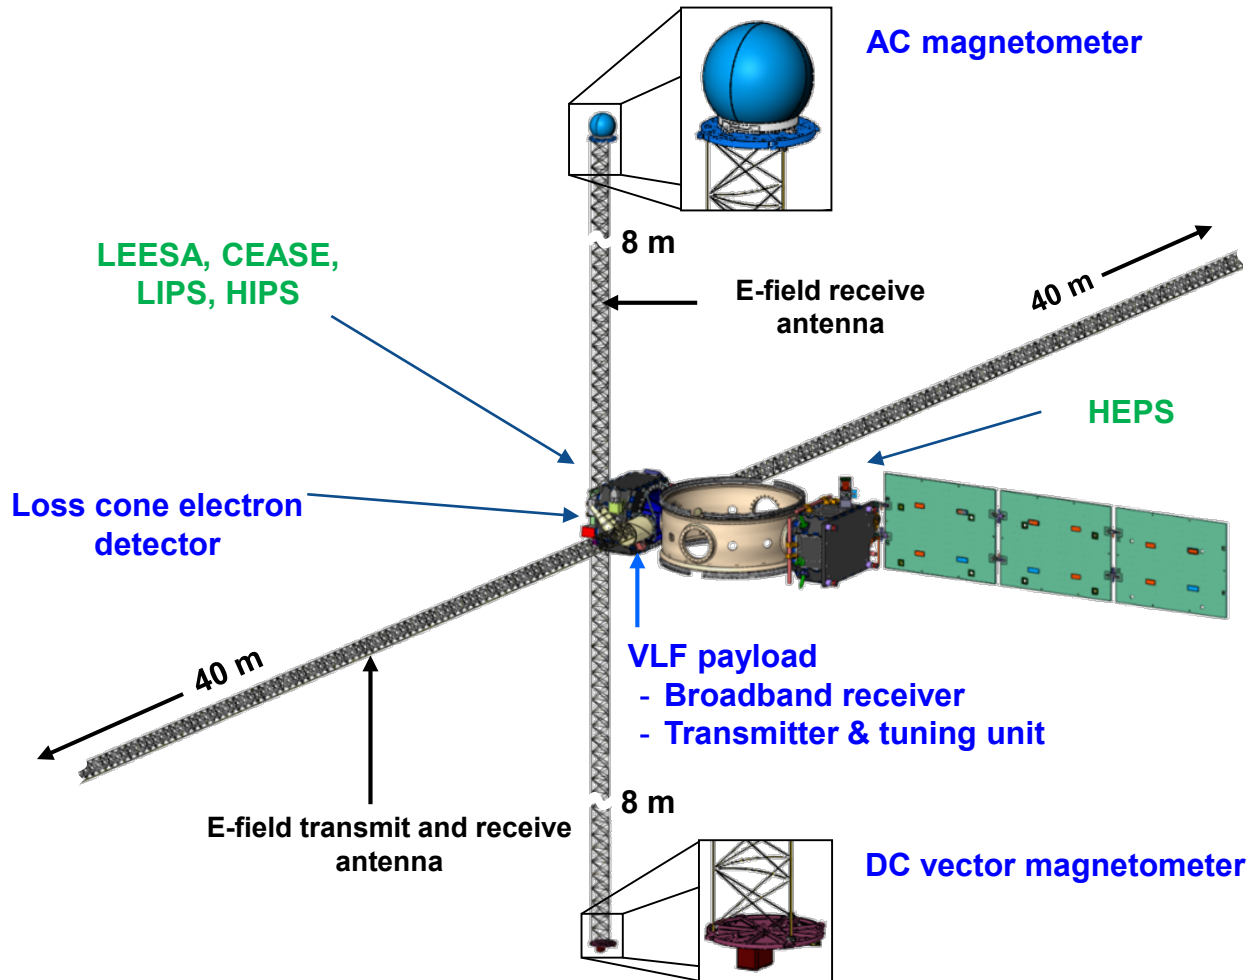 AC magnetometer
8 m
LEESA, CEASE,
LIPS, HIPS
E-field receive
antenna
40 m
HEPS
Loss cone electron
detector
40 m
VLF payload
- Broadband receiver
- Transmitter & tuning unit
8 m
E-field transmit and receive
antenna
DC vector magnetometer